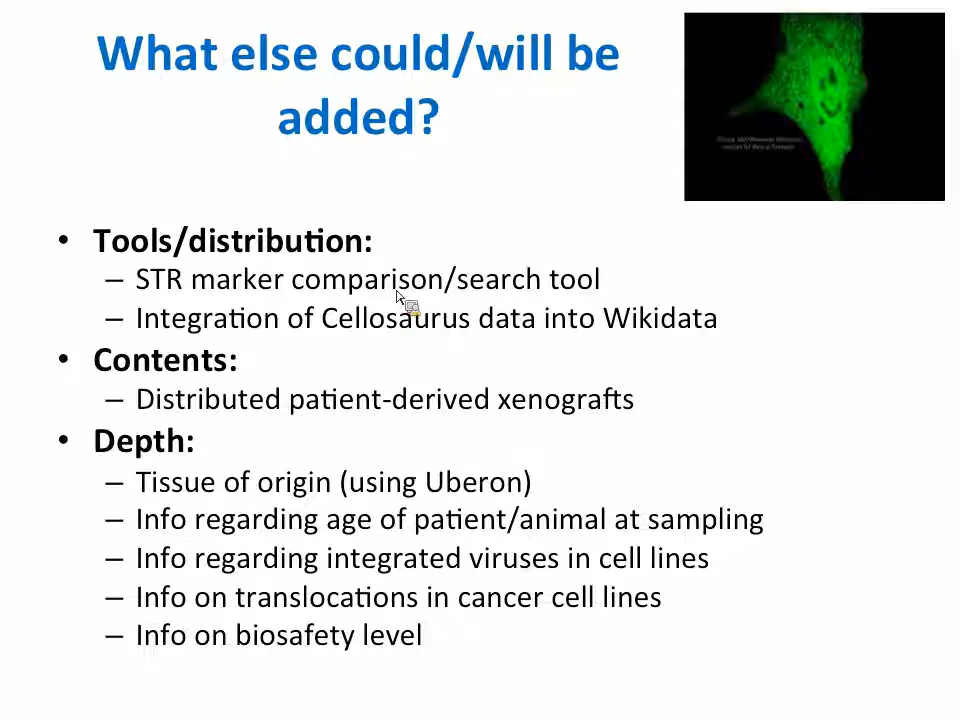 What else could/will be
added?
• Tools/distribution:
– STR marker comparison/search tool
– Integration of Cellosaurus data into Wikidata
• Contents:
– Distributed patient-derived xenografts
• Depth:
– Tissue of origin (using Uberon)
– Info regarding age of patient/animal at sampling
– Info regarding integrated viruses in cell lines
– Info on translocations in cancer cell lines
– Info on biosafety level